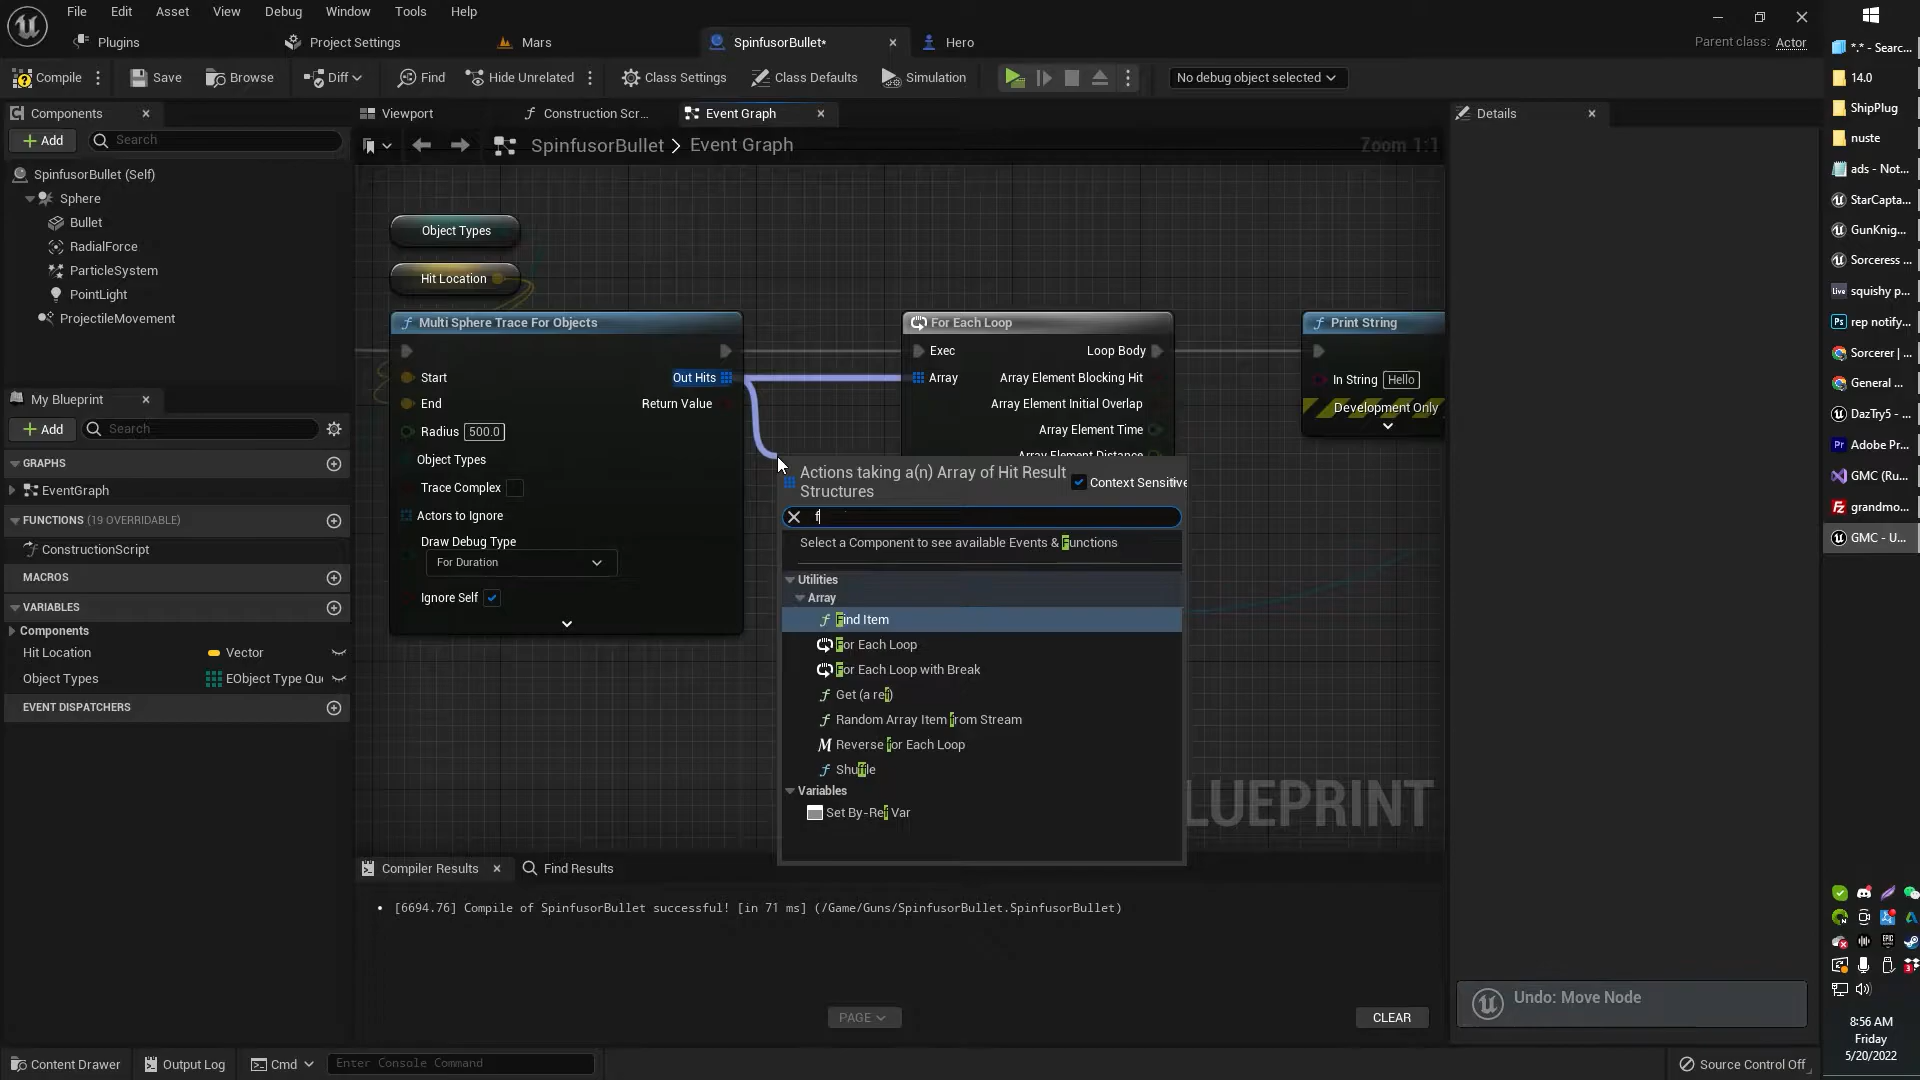 File Edit Asset View Debug Window Tools Help
Plugins Project Settings Mars SpinfusorBullet* Hero Parent class: Actor
Compile Save Browse Diff Find Hide Unrelated Class Settings Class Defaults Simulation No debug object selected
Components Viewport Construction Scr... Event Graph Details
Add Search
SpinfusorBullet > Event Graph Zoom 1:1
SpinfusorBullet (Self)
Sphere
Bullet
RadialForce
ParticleSystem
PointLight
ProjectileMovement
My Blueprint
Add Search
GRAPHS
EventGraph
FUNCTIONS (19 OVERRIDABLE)
ConstructionScript
MACROS
VARIABLES
Components
Hit Location Vector
Object Types EObject Type Qu
EVENT DISPATCHERS
Object Types
Hit Location
Multi Sphere Trace For Objects
Start Out Hits
End Return Value
Radius 500.0
Object Types
Trace Complex
Actors to Ignore
Draw Debug Type
For Duration
Ignore Self
For Each Loop
Exec Loop Body
Array Array Element Blocking Hit
Array Element Initial Overlap
Array Element Time
Array Element Distance
Print String
In String Hello
Development Only
Actions taking a(n) Array of Hit Result
Structures
Context Sensitive
f
Select a Component to see available Events & Functions
Utilities
Array
Find Item
For Each Loop
For Each Loop with Break
Get (a ref)
Random Array Item from Stream
Reverse for Each Loop
Shuffle
Variables
Set By-Ref Var
LUEPRINT
Compiler Results Find Results
[6694.76] Compile of SpinfusorBullet successful! [in 71 ms] (/Game/Guns/SpinfusorBullet.SpinfusorBullet)
PAGE CLEAR
Undo: Move Node
Content Drawer Output Log Cmd Enter Console Command Source Control Off
*.* - Searc...
14.0
ShipPlug
nuste
ads - Not...
StarCapta...
GunKnig...
Sorceress ...
Live squishy p...
Ps rep notify...
Sorcerer | ...
General ...
DazTry5 - ...
Pr Adobe Pr...
GMC (Ru...
Fz grandmo...
GMC - U...
8:56 AM
Friday
5/20/2022